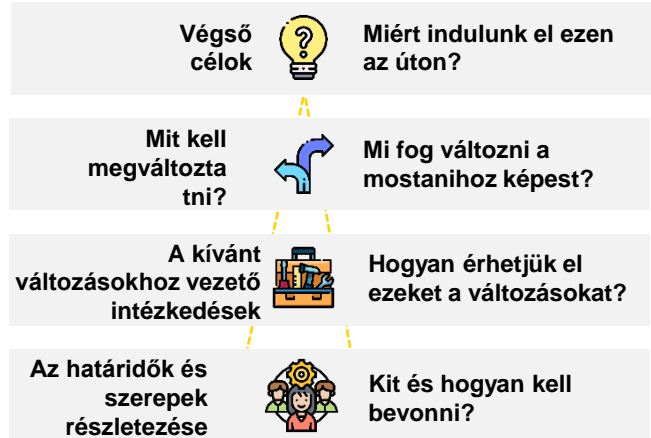 Végső
célok
Miért indulunk el ezen
az úton?
Mit kell
megváltozta
tni?
Mi fog változni a
mostanihoz képest?
A kívánt
változásokhoz vezető
intézkedések
Hogyan érhetjük el
ezeket a változásokat?
Az határidők és
szerepek
részletezése
Kit és hogyan kell
bevonni?